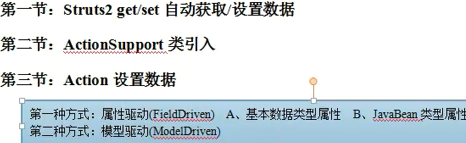 第一节：Struts2 get/set 自动获取/设置数据
第二节：ActionSupport 类引入
第三节：Action 设置数据
第一种方式：属性驱动(FieldDriven) A、基本数据类型属性 B、JavaBean 类型属性
第二种方式：模型驱动(ModelDriven)